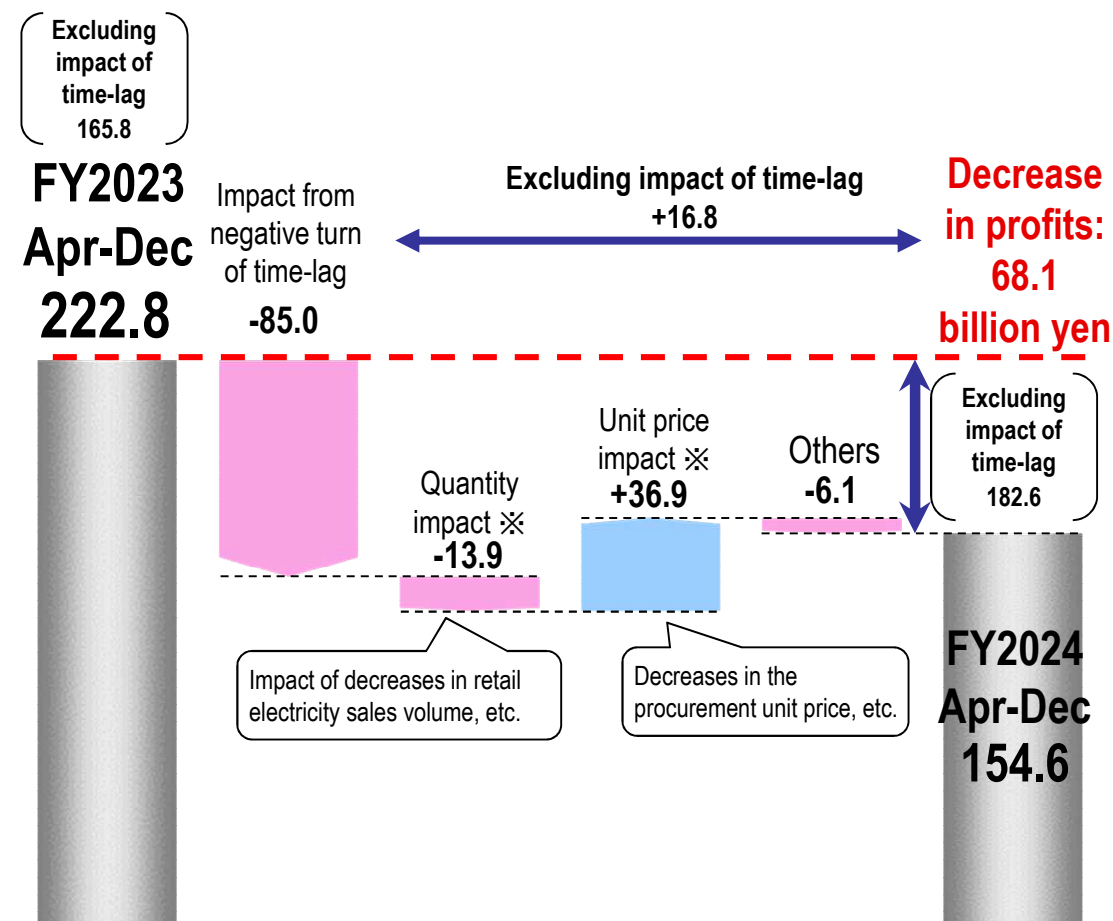 Excluding
impact of
time-lag
165.8
FY2023
Apr-Dec
222.8
Impact from
negative turn
of time-lag
-85.0
Excluding impact of time-lag
+16.8
Decrease
in profits:
68.1
billion yen
Quantity
impact ※
-13.9
Unit price
impact ※
+36.9
Others
-6.1
Excluding
impact of
time-lag
182.6
Impact of decreases in retail
electricity sales volume, etc.
Decreases in the
procurement unit price, etc.
FY2024
Apr-Dec
154.6